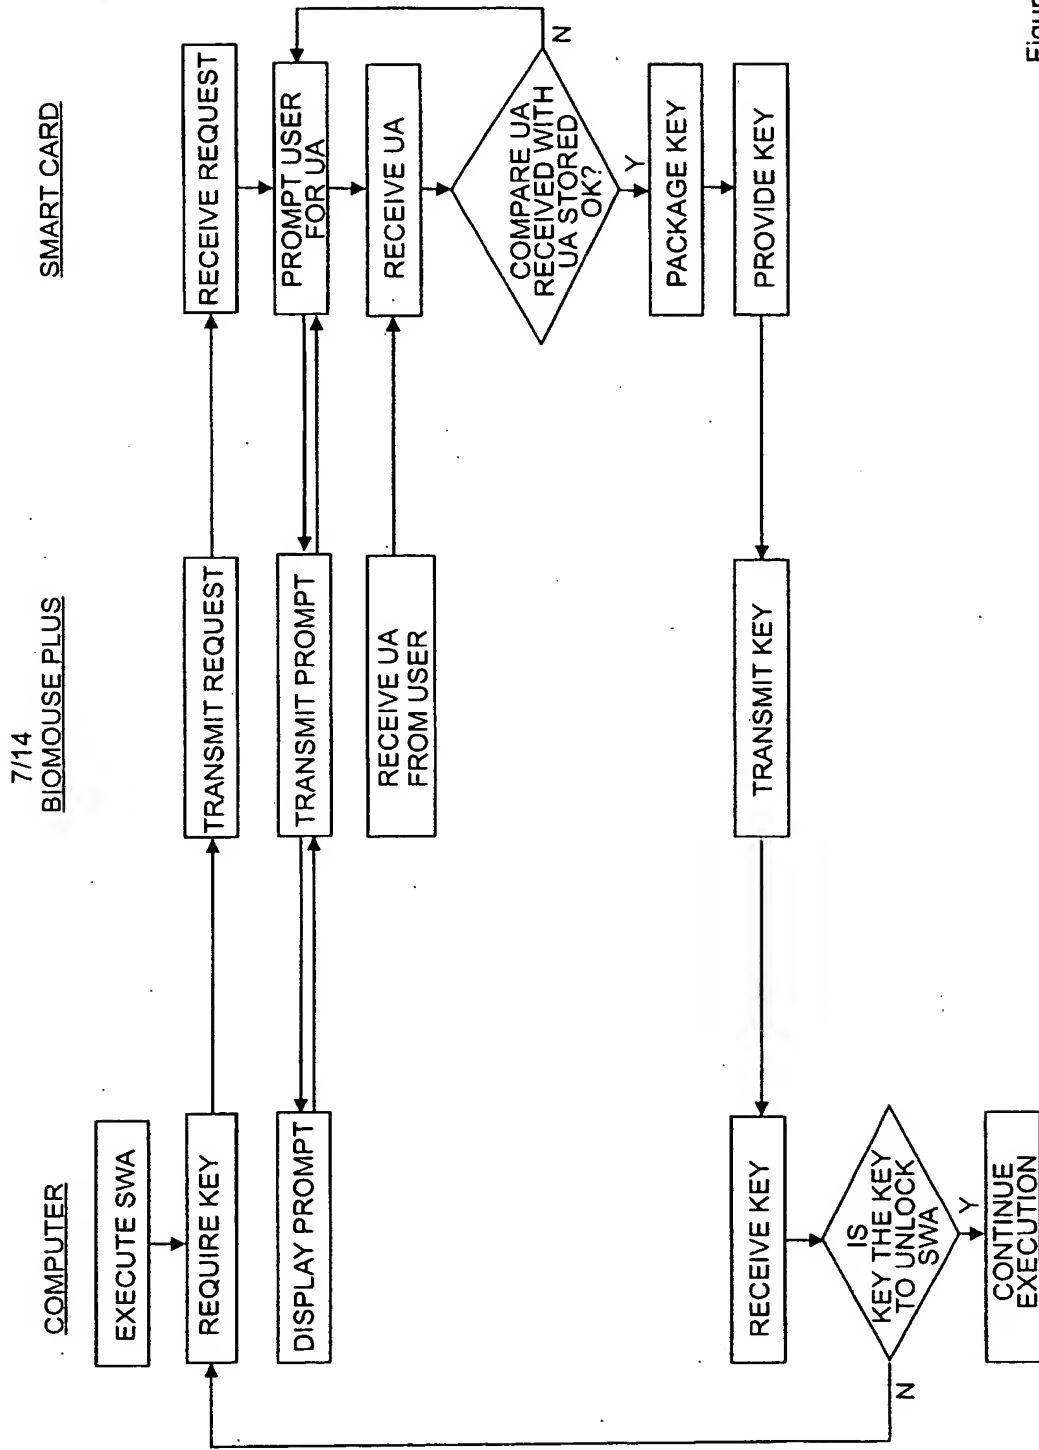 7/14
COMPUTER
BIOMOUSE PLUS
SMART CARD
EXECUTE SWA
REQUIRE KEY
TRANSMIT REQUEST
RECEIVE REQUEST
DISPLAY PROMPT
TRANSMIT PROMPT
PROMPT USER
FOR UA
RECEIVE UA
FROM USER
RECEIVE UA
COMPARE UA
RECEIVED WITH
UA STORED
OK?
N
Y
PACKAGE KEY
PROVIDE KEY
TRANSMIT KEY
RECEIVE KEY
IS
KEY THE KEY
TO UNLOCK
SWA
N
Y
CONTINUE
EXECUTION